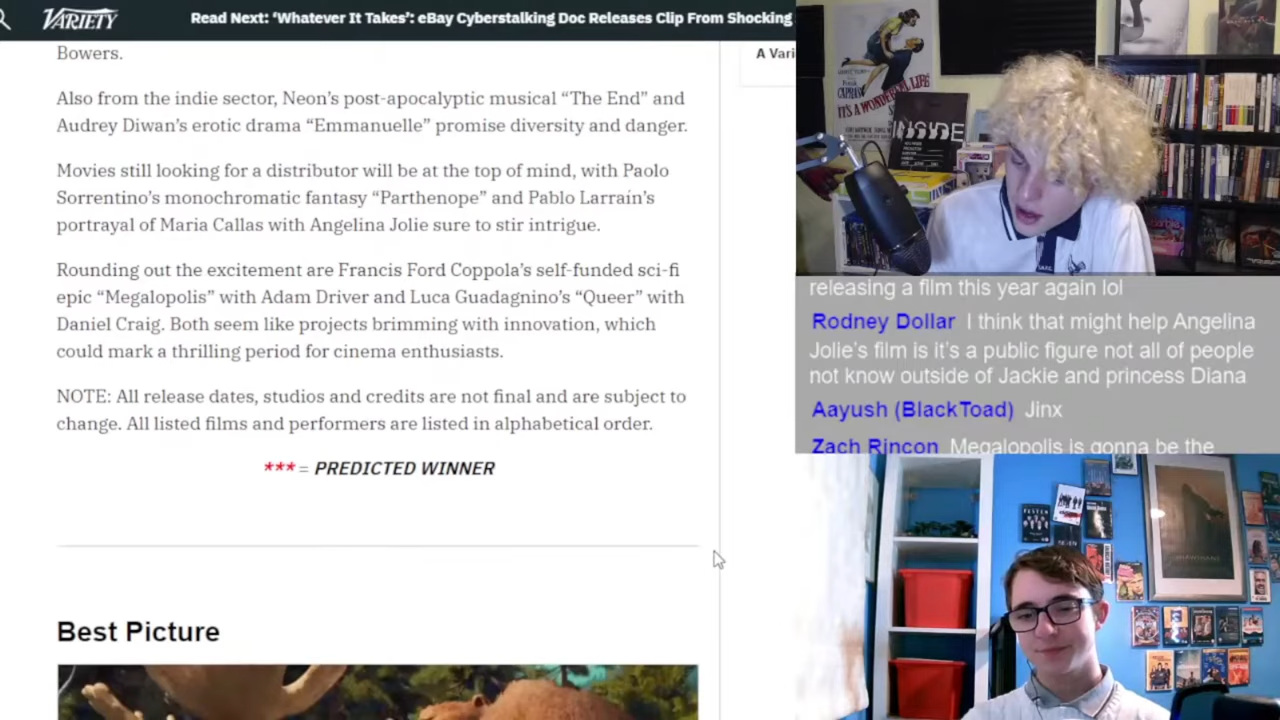 VARIETY
Read Next: ‘Whatever It Takes’: eBay Cyberstalking Doc Releases Clip From Shocking
Bowers.
A Vari
Also from the indie sector, Neon’s post-apocalyptic musical “The End” and
Audrey Diwan’s erotic drama “Emmanuelle” promise diversity and danger.
Movies still looking for a distributor will be at the top of mind, with Paolo
Sorrentino’s monochromatic fantasy “Parthenope” and Pablo Larraín’s
portrayal of Maria Callas with Angelina Jolie sure to stir intrigue.
Rounding out the excitement are Francis Ford Coppola’s self-funded sci-fi
epic “Megalopolis” with Adam Driver and Luca Guadagnino’s “Queer” with
Daniel Craig. Both seem like projects brimming with innovation, which
could mark a thrilling period for cinema enthusiasts.
NOTE: All release dates, studios and credits are not final and are subject to
change. All listed films and performers are listed in alphabetical order.
*** = PREDICTED WINNER
Best Picture
IT'S A WONDERFUL LIFE
INSIDE
releasing a film this year again lol
Rodney Dollar I think that might help Angelina
Jolie’s film is it’s a public figure not all of people
not know outside of Jackie and princess Diana
Aayush (BlackToad) Jinx
Zach Rincon Megalopolis is gonna be the